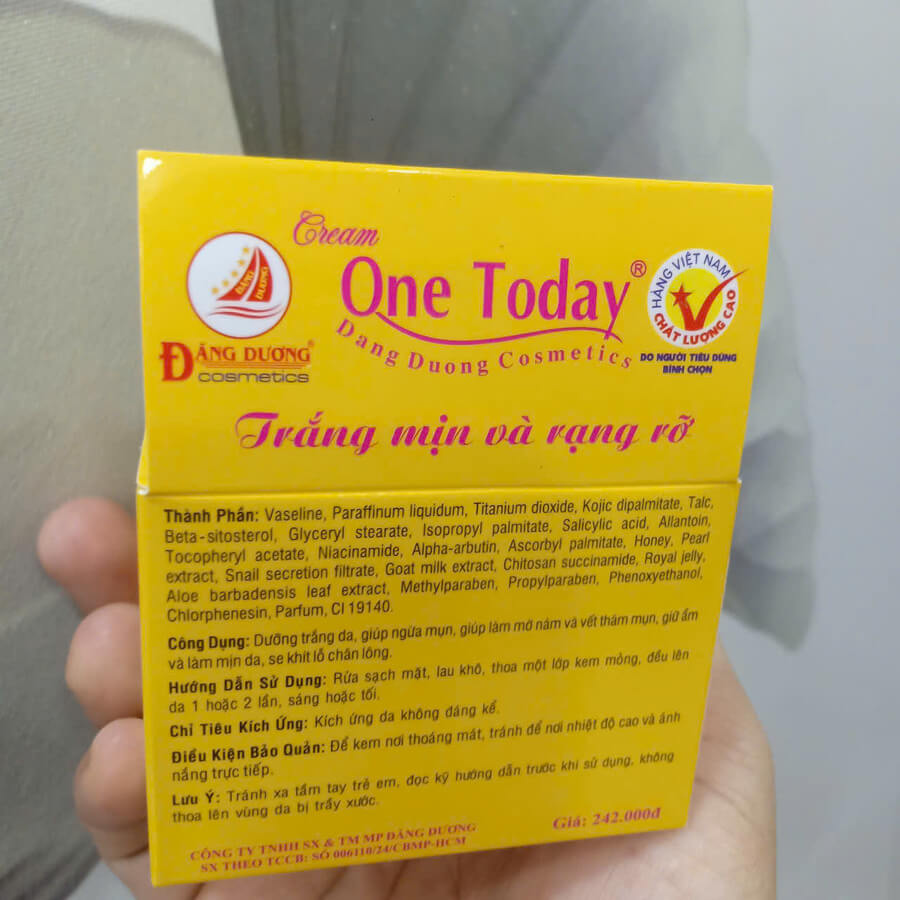 Cream
One Today®
Dang Duong Cosmetics
ĐĂNG DƯƠNG
ĐĂNG DƯƠNG®
cosmetics
HÀNG VIỆT NAM
CHẤT LƯỢNG CAO
DO NGƯỜI TIÊU DÙNG
BÌNH CHỌN
Trắng mịn và rạng rỡ
Thành Phần: Vaseline, Paraffinum liquidum, Titanium dioxide, Kojic dipalmitate, Talc,
Beta-sitosterol, Glyceryl stearate, Isopropyl palmitate, Salicylic acid, Allantoin,
Tocopheryl acetate, Niacinamide, Alpha-arbutin, Ascorbyl palmitate, Honey, Pearl
extract, Snail secretion filtrate, Goat milk extract, Chitosan succinamide, Royal jelly,
Aloe barbadensis leaf extract, Methylparaben, Propylparaben, Phenoxyethanol,
Chlorphenesin, Parfum, CI 19140.
Công Dụng: Dưỡng trắng da, giúp ngừa mụn, giúp làm mờ nám và vết thâm mụn, giữ ẩm
và làm mịn da, se khít lỗ chân lông.
Hướng Dẫn Sử Dụng: Rửa sạch mặt, lau khô, thoa một lớp kem mỏng, đều lên
da 1 hoặc 2 lần, sáng hoặc tối.
Chỉ Tiêu Kích Ứng: Kích ứng da không đáng kể.
Điều Kiện Bảo Quản: Để kem nơi thoáng mát, tránh để nơi nhiệt độ cao và ánh
nắng trực tiếp.
Lưu Ý: Tránh xa tầm tay trẻ em, đọc kỹ hướng dẫn trước khi sử dụng, không
thoa lên vùng da bị trầy xước.
CÔNG TY TNHH SX & TM MP ĐĂNG DƯƠNG
SX THEO TCCB: SỐ 006110/24/CBMP-HCM
Giá: 242.000đ